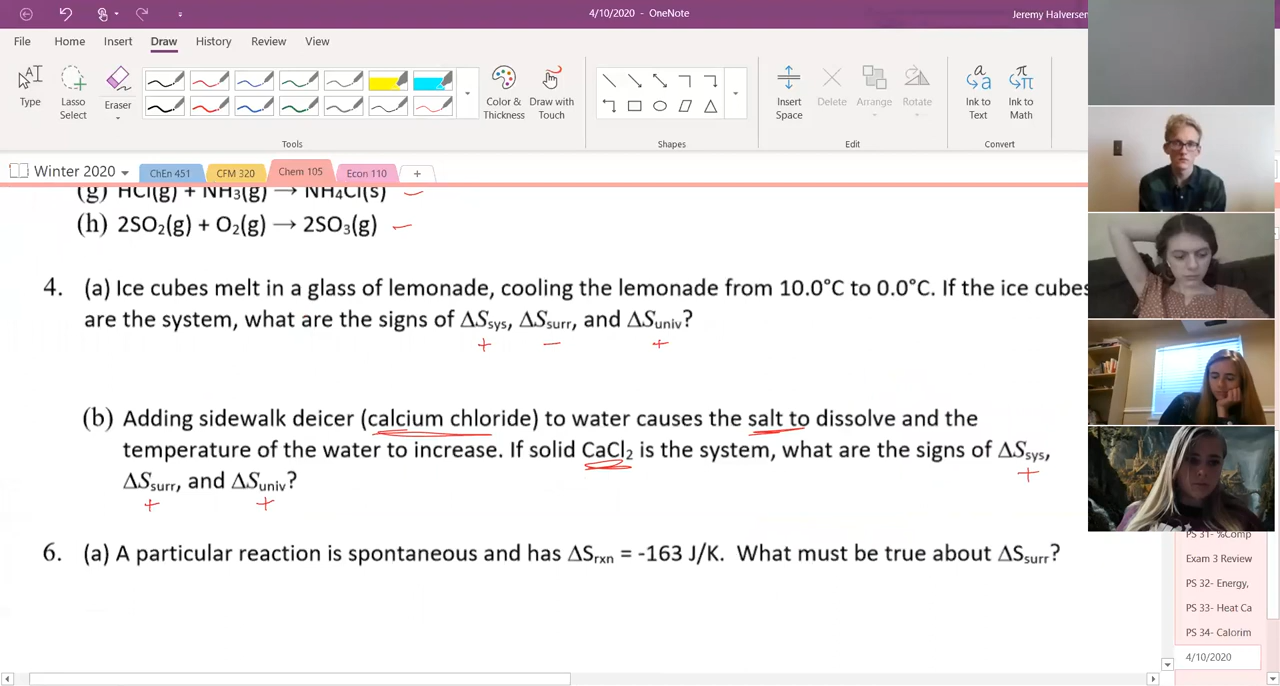 4/10/2020 - OneNote
Jeremy Halversen
File Home Insert Draw History Review View
Type
Lasso Select
Eraser
Color & Thickness
Draw with Touch
Insert Space
Delete
Arrange
Rotate
Ink to Text
Ink to Math
Tools Shapes Edit Convert
Winter 2020 ChEn 451 CFM 320 Chem 105 Econ 110 +
(g) HCl(g) + NH₃(g) → NH₄Cl(s) –
(h) 2SO₂(g) + O₂(g) → 2SO₃(g) –
4. (a) Ice cubes melt in a glass of lemonade, cooling the lemonade from 10.0°C to 0.0°C. If the ice cubes
are the system, what are the signs of ΔSsys, ΔSsurr, and ΔSuniv?
+ – +
(b) Adding sidewalk deicer (calcium chloride) to water causes the salt to dissolve and the
temperature of the water to increase. If solid CaCl₂ is the system, what are the signs of ΔSsys,
+
ΔSsurr, and ΔSuniv?
+ +
6. (a) A particular reaction is spontaneous and has ΔSrxn = -163 J/K. What must be true about ΔSsurr?
PS 31- %Comp
Exam 3 Review
PS 32- Energy,
PS 33- Heat Ca
PS 34- Calorim
4/10/2020